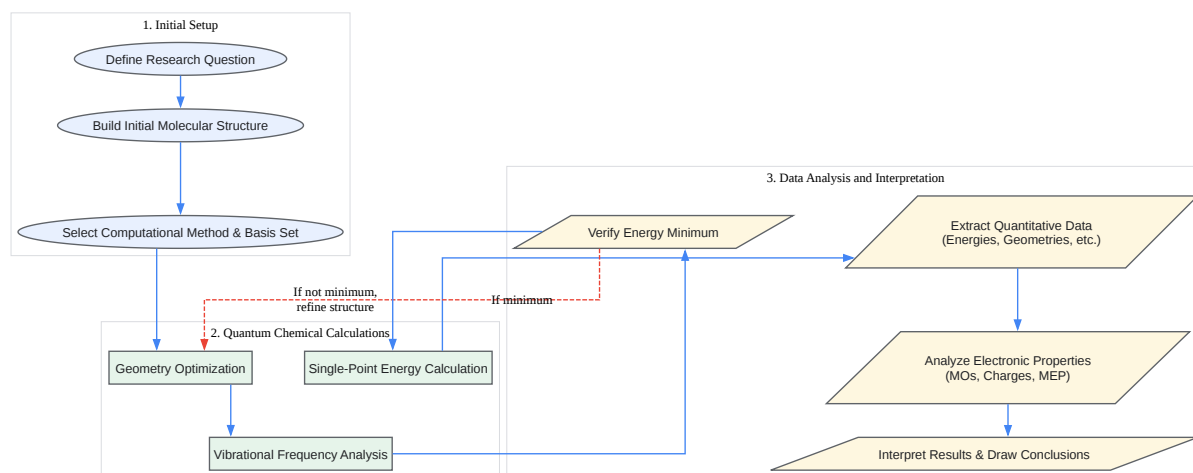 1. Initial Setup
Define Research Question
Build Initial Molecular Structure
Select Computational Method & Basis Set
3. Data Analysis and Interpretation
Verify Energy Minimum
Extract Quantitative Data
(Energies, Geometries, etc.)
If not minimum,
refine structure
If minimum
2. Quantum Chemical Calculations
Geometry Optimization
Single-Point Energy Calculation
Analyze Electronic Properties
(MOs, Charges, MEP)
Vibrational Frequency Analysis
Interpret Results & Draw Conclusions